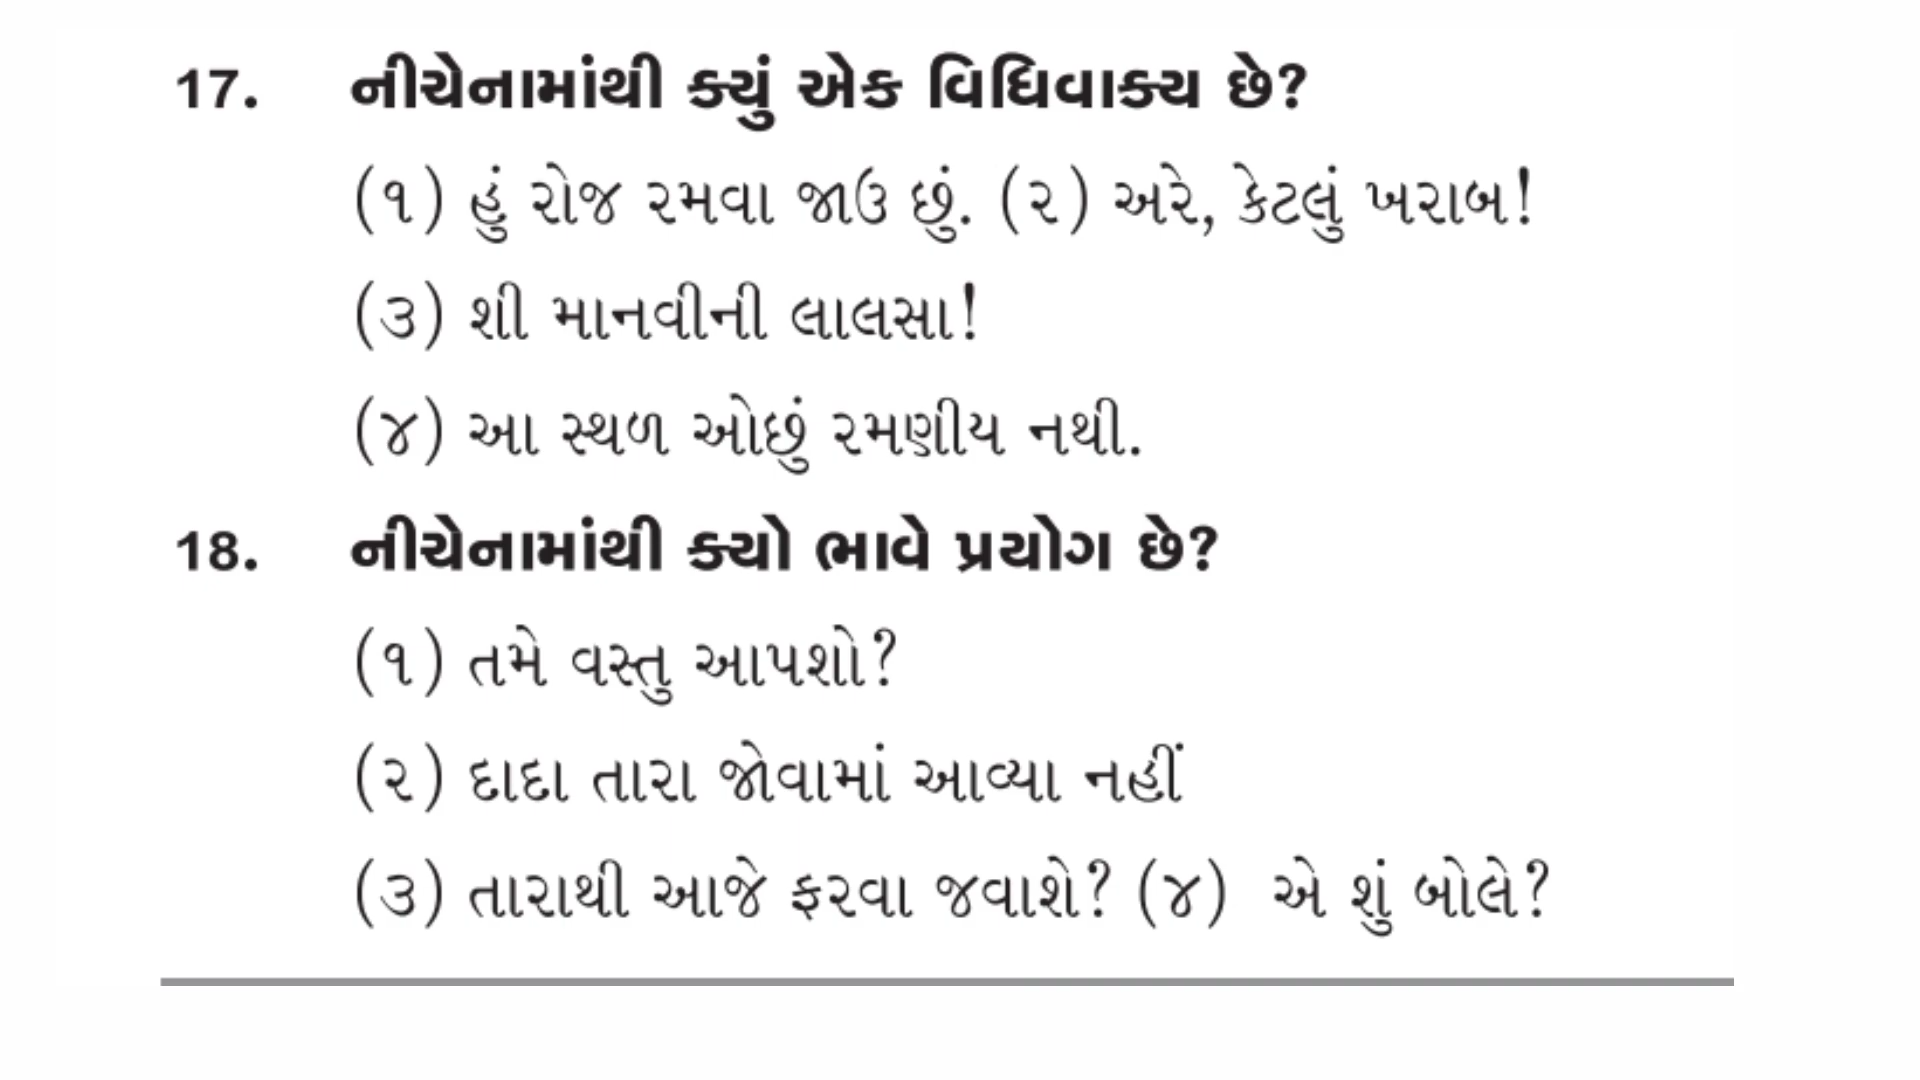 17. નીચેનામાંથી ક્યું એક વિધિવાક્ય છે?
(૧) હું રોજ રમવા જાઉ છું. (૨) અરે, કેટલું ખરાબ!
(૩) શી માનવીની લાલસા!
(૪) આ સ્થળ ઓછું રમણીય નથી.
18. નીચેનામાંથી ક્યો ભાવે પ્રયોગ છે?
(૧) તમે વસ્તુ આપશો?
(૨) દાદા તારા જોવામાં આવ્યા નહીં
(૩) તારાથી આજે ફરવા જવાશે? (૪) એ શું બોલે?